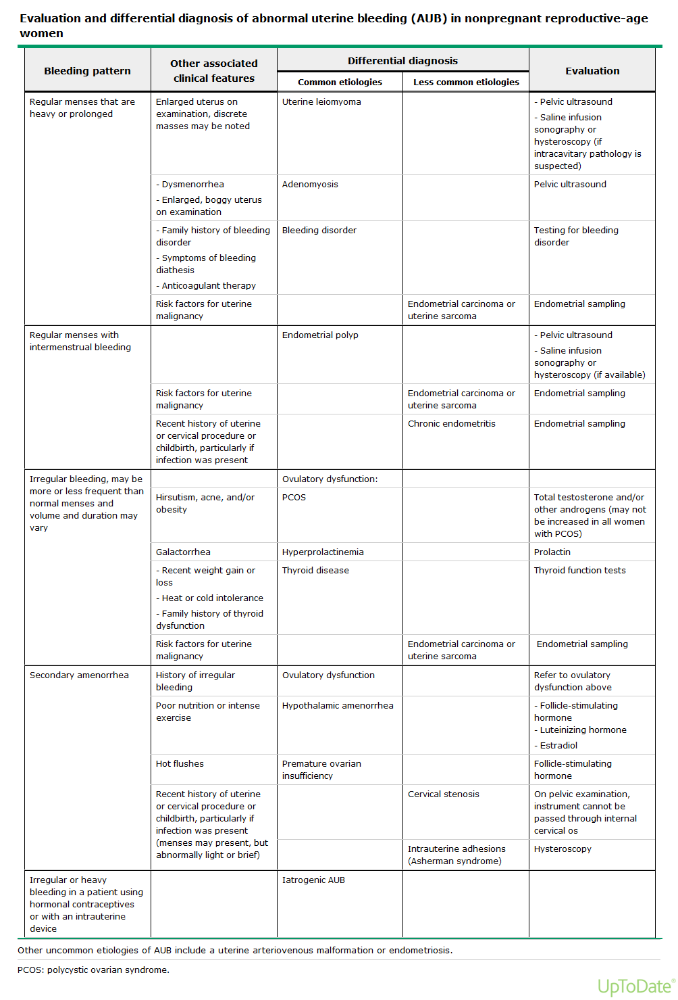 Evaluation and differential diagnosis of abnormal uterine bleeding (AUB) in nonpregnant reproductive-age
women
Bleeding pattern
Other associated
clinical features
Differential diagnosis
Evaluation
Common etiologies
Less common etiologies
Regular menses that are
heavy or prolonged
Enlarged uterus on
examination, discrete
masses may be noted
Uterine leiomyoma
- Pelvic ultrasound
- Saline infusion
sonography or
hysteroscopy (if
intracavitary pathology is
suspected)
- Dysmenorrhea
- Enlarged, boggy uterus
on examination
Adenomyosis
Pelvic ultrasound
- Family history of bleeding
disorder
- Symptoms of bleeding
diathesis
- Anticoagulant therapy
Bleeding disorder
Testing for bleeding
disorder
Risk factors for uterine
malignancy
Endometrial carcinoma or
uterine sarcoma
Endometrial sampling
Regular menses with
intermenstrual bleeding
Endometrial polyp
- Pelvic ultrasound
- Saline infusion
sonography or
hysteroscopy (if available)
Risk factors for uterine
malignancy
Endometrial carcinoma or
uterine sarcoma
Endometrial sampling
Recent history of uterine
or cervical procedure or
childbirth, particularly if
infection was present
Chronic endometritis
Endometrial sampling
Irregular bleeding, may be
more or less frequent than
normal menses and
volume and duration may
vary
Ovulatory dysfunction:
Hirsutism, acne, and/or
obesity
PCOS
Total testosterone and/or
other androgens (may not
be increased in all women
with PCOS)
Galactorrhea
Hyperprolactinemia
Prolactin
- Recent weight gain or
loss
- Heat or cold intolerance
- Family history of thyroid
dysfunction
Thyroid disease
Thyroid function tests
Risk factors for uterine
malignancy
Endometrial carcinoma or
uterine sarcoma
Endometrial sampling
Secondary amenorrhea
History of irregular
bleeding
Ovulatory dysfunction
Refer to ovulatory
dysfunction above
Poor nutrition or intense
exercise
Hypothalamic amenorrhea
- Follicle-stimulating
hormone
- Luteinizing hormone
- Estradiol
Hot flushes
Premature ovarian
insufficiency
Follicle-stimulating
hormone
Recent history of uterine
or cervical procedure or
childbirth, particularly if
infection was present
(menses may present, but
abnormally light or brief)
Cervical stenosis
On pelvic examination,
instrument cannot be
passed through internal
cervical os
Intrauterine adhesions
(Asherman syndrome)
Hysteroscopy
Irregular or heavy
bleeding in a patient using
hormonal contraceptives
or with an intrauterine
device
Iatrogenic AUB
Other uncommon etiologies of AUB include a uterine arteriovenous malformation or endometriosis.
PCOS: polycystic ovarian syndrome.
UpToDate®